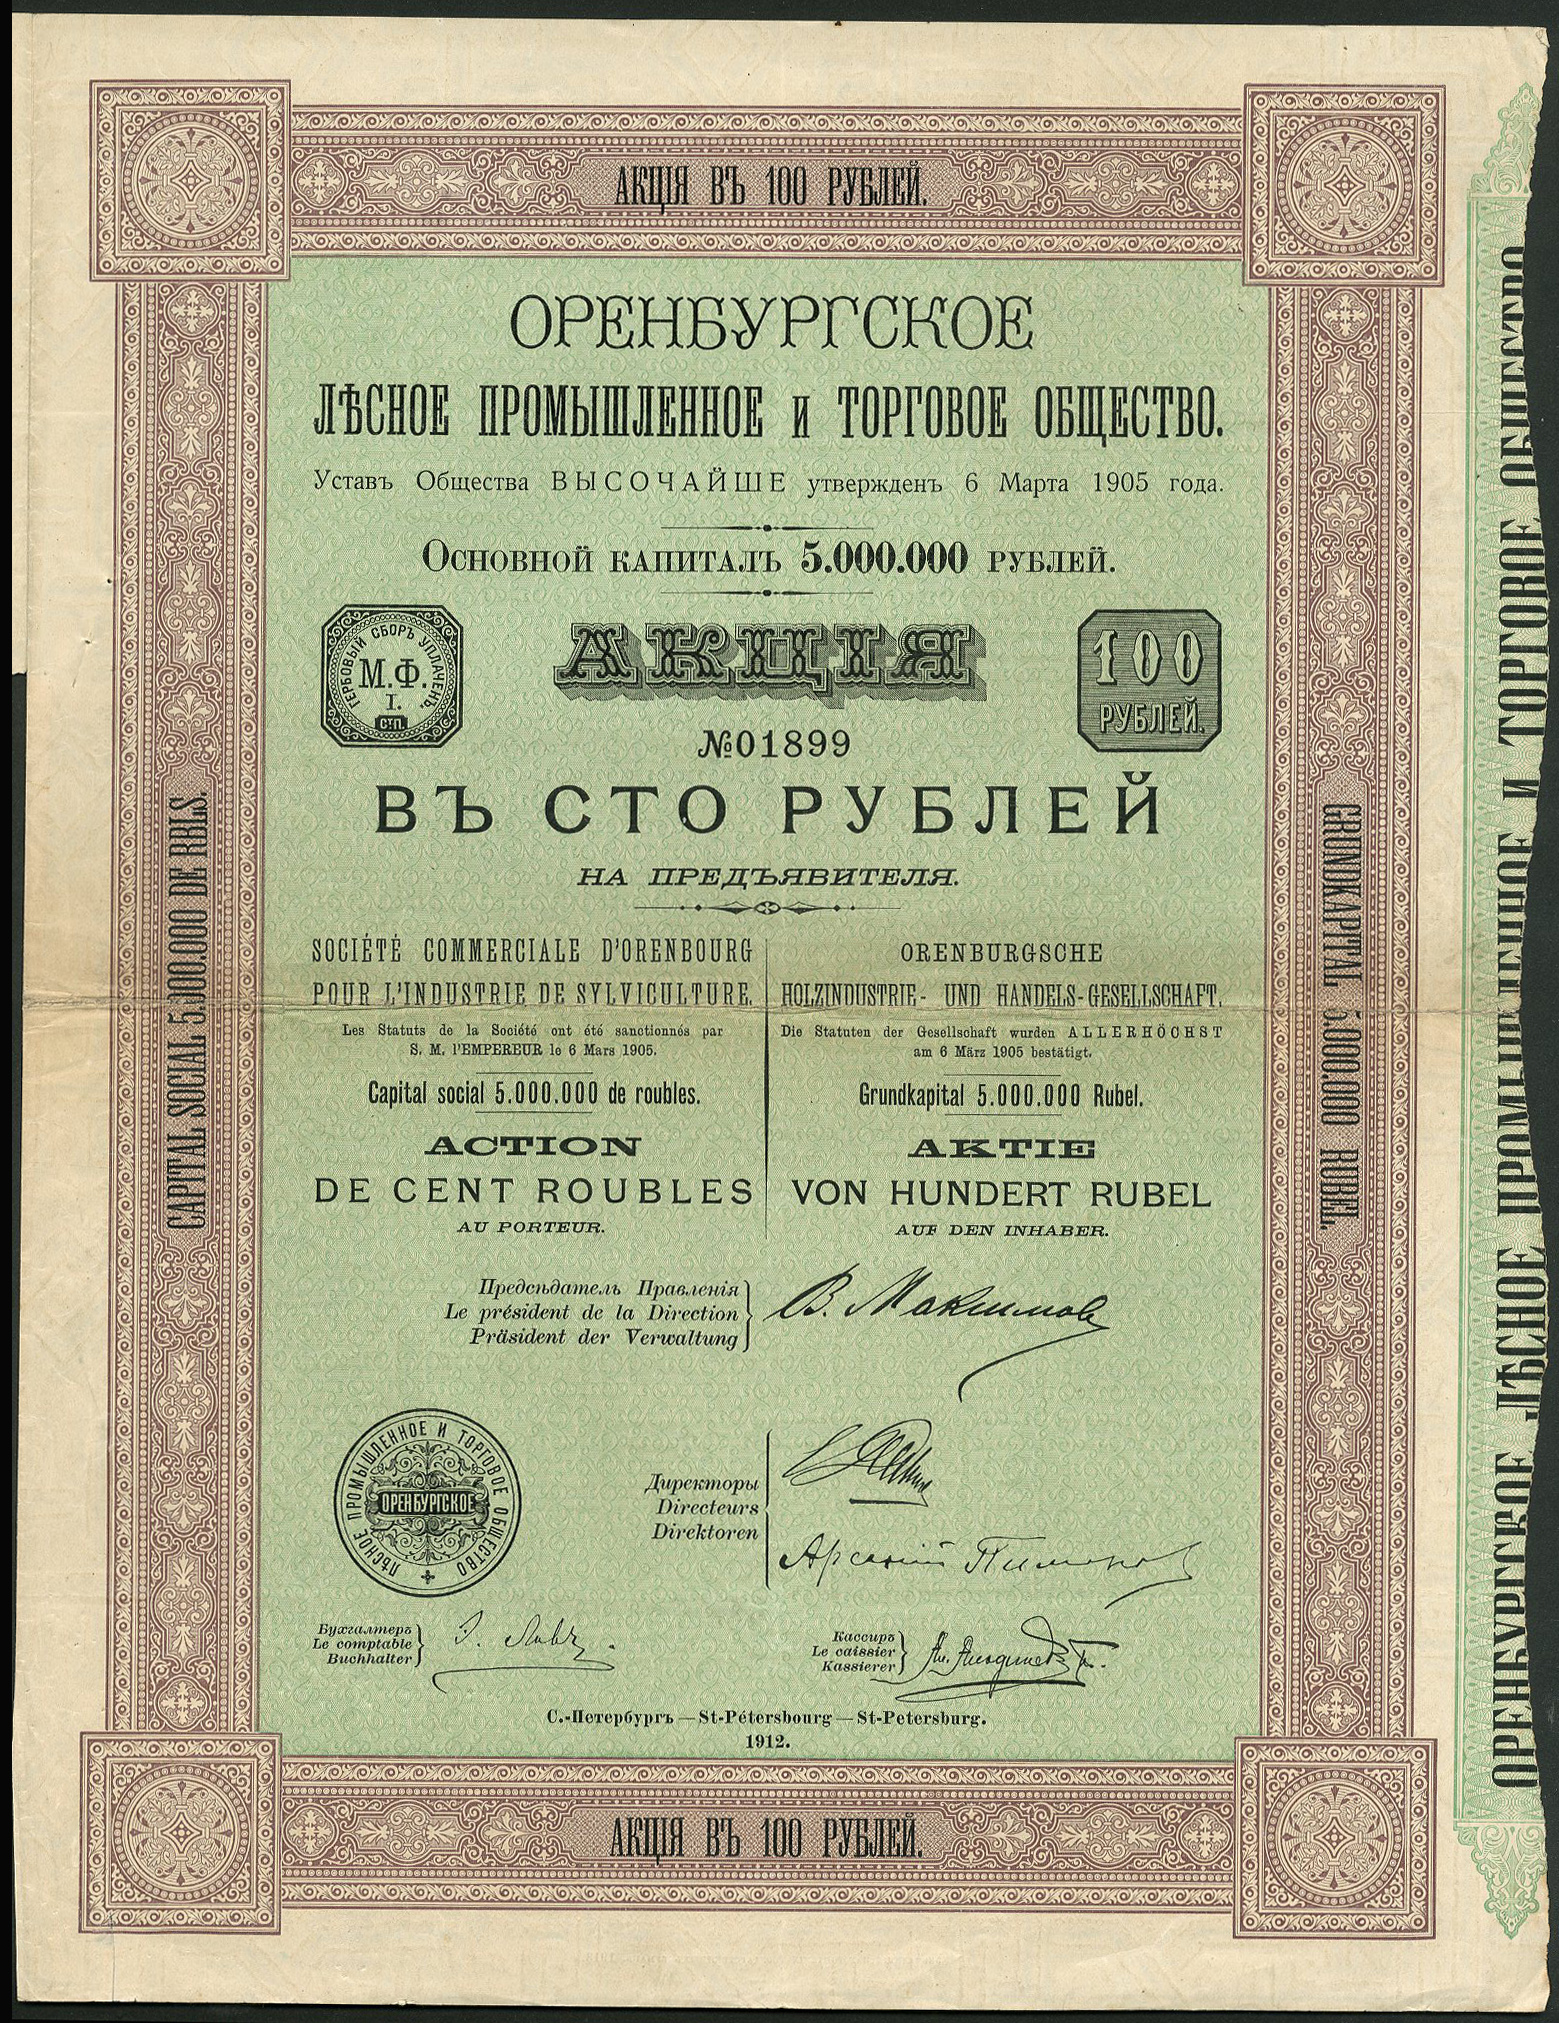 АКЦІЯ ВЪ 100 РУБЛЕЙ.
ОРЕНБУРГСКОЕ
ЛѢСНОЕ ПРОМЫШЛЕННОЕ и ТОРГОВОЕ ОБЩЕСТВО.
Уставъ Общества ВЫСОЧАЙШЕ утвержденъ 6 Марта 1905 года.
ОСНОВНОЙ КАПИТАЛЪ 5.000.000 РУБЛЕЙ.
ГЕРБОВЫЙ СБОРЪ УПЛАЧЕНЪ.
М.Ф.
I.
СТП.
АКЦІЯ
100
РУБЛЕЙ.
№01899
ВЪ СТО РУБЛЕЙ
НА ПРЕДЪЯВИТЕЛЯ.
SOCIÉTÉ COMMERCIALE D'ORENBOURG
POUR L'INDUSTRIE DE SYLVICULTURE.
Les Statuts de la Société ont été sanctionnés par
S. M. l'EMPEREUR le 6 Mars 1905.
Capital social 5.000.000 de roubles.
ACTION
DE CENT ROUBLES
AU PORTEUR.
ORENBURGSCHE
HOLZINDUSTRIE- UND HANDELS-GESELLSCHAFT.
Die Statuten der Gesellschaft wurden ALLERHÖCHST
am 6 März 1905 bestätigt.
Grundkapital 5.000.000 Rubel.
AKTIE
VON HUNDERT RUBEL
AUF DEN INHABER.
Предсѣдатель Правленія
Le président de la Direction
Präsident der Verwaltung
В. Максимов
Директоры
Directeurs
Direktoren
Арсений
ЛѢСНОЕ ПРОМЫШЛЕННОЕ И ТОРГОВОЕ ОБЩЕСТВО
ОРЕНБУРГСКОЕ
Бухгалтеръ
Le comptable
Buchhalter
Кассиръ
Le caissier
Kassierer
С.-Петербургъ — St-Pétersbourg — St-Petersburg.
1912.
АКЦІЯ ВЪ 100 РУБЛЕЙ.
CAPITAL SOCIAL 5.000.000 DE RBLS.
GRUNDKAPITAL 5.000.000 RUBEL.
ОРЕНБУРГСКОЕ ЛѢСНОЕ ПРОМЫШЛЕННОЕ И ТОРГОВОЕ ОБЩЕСТВО